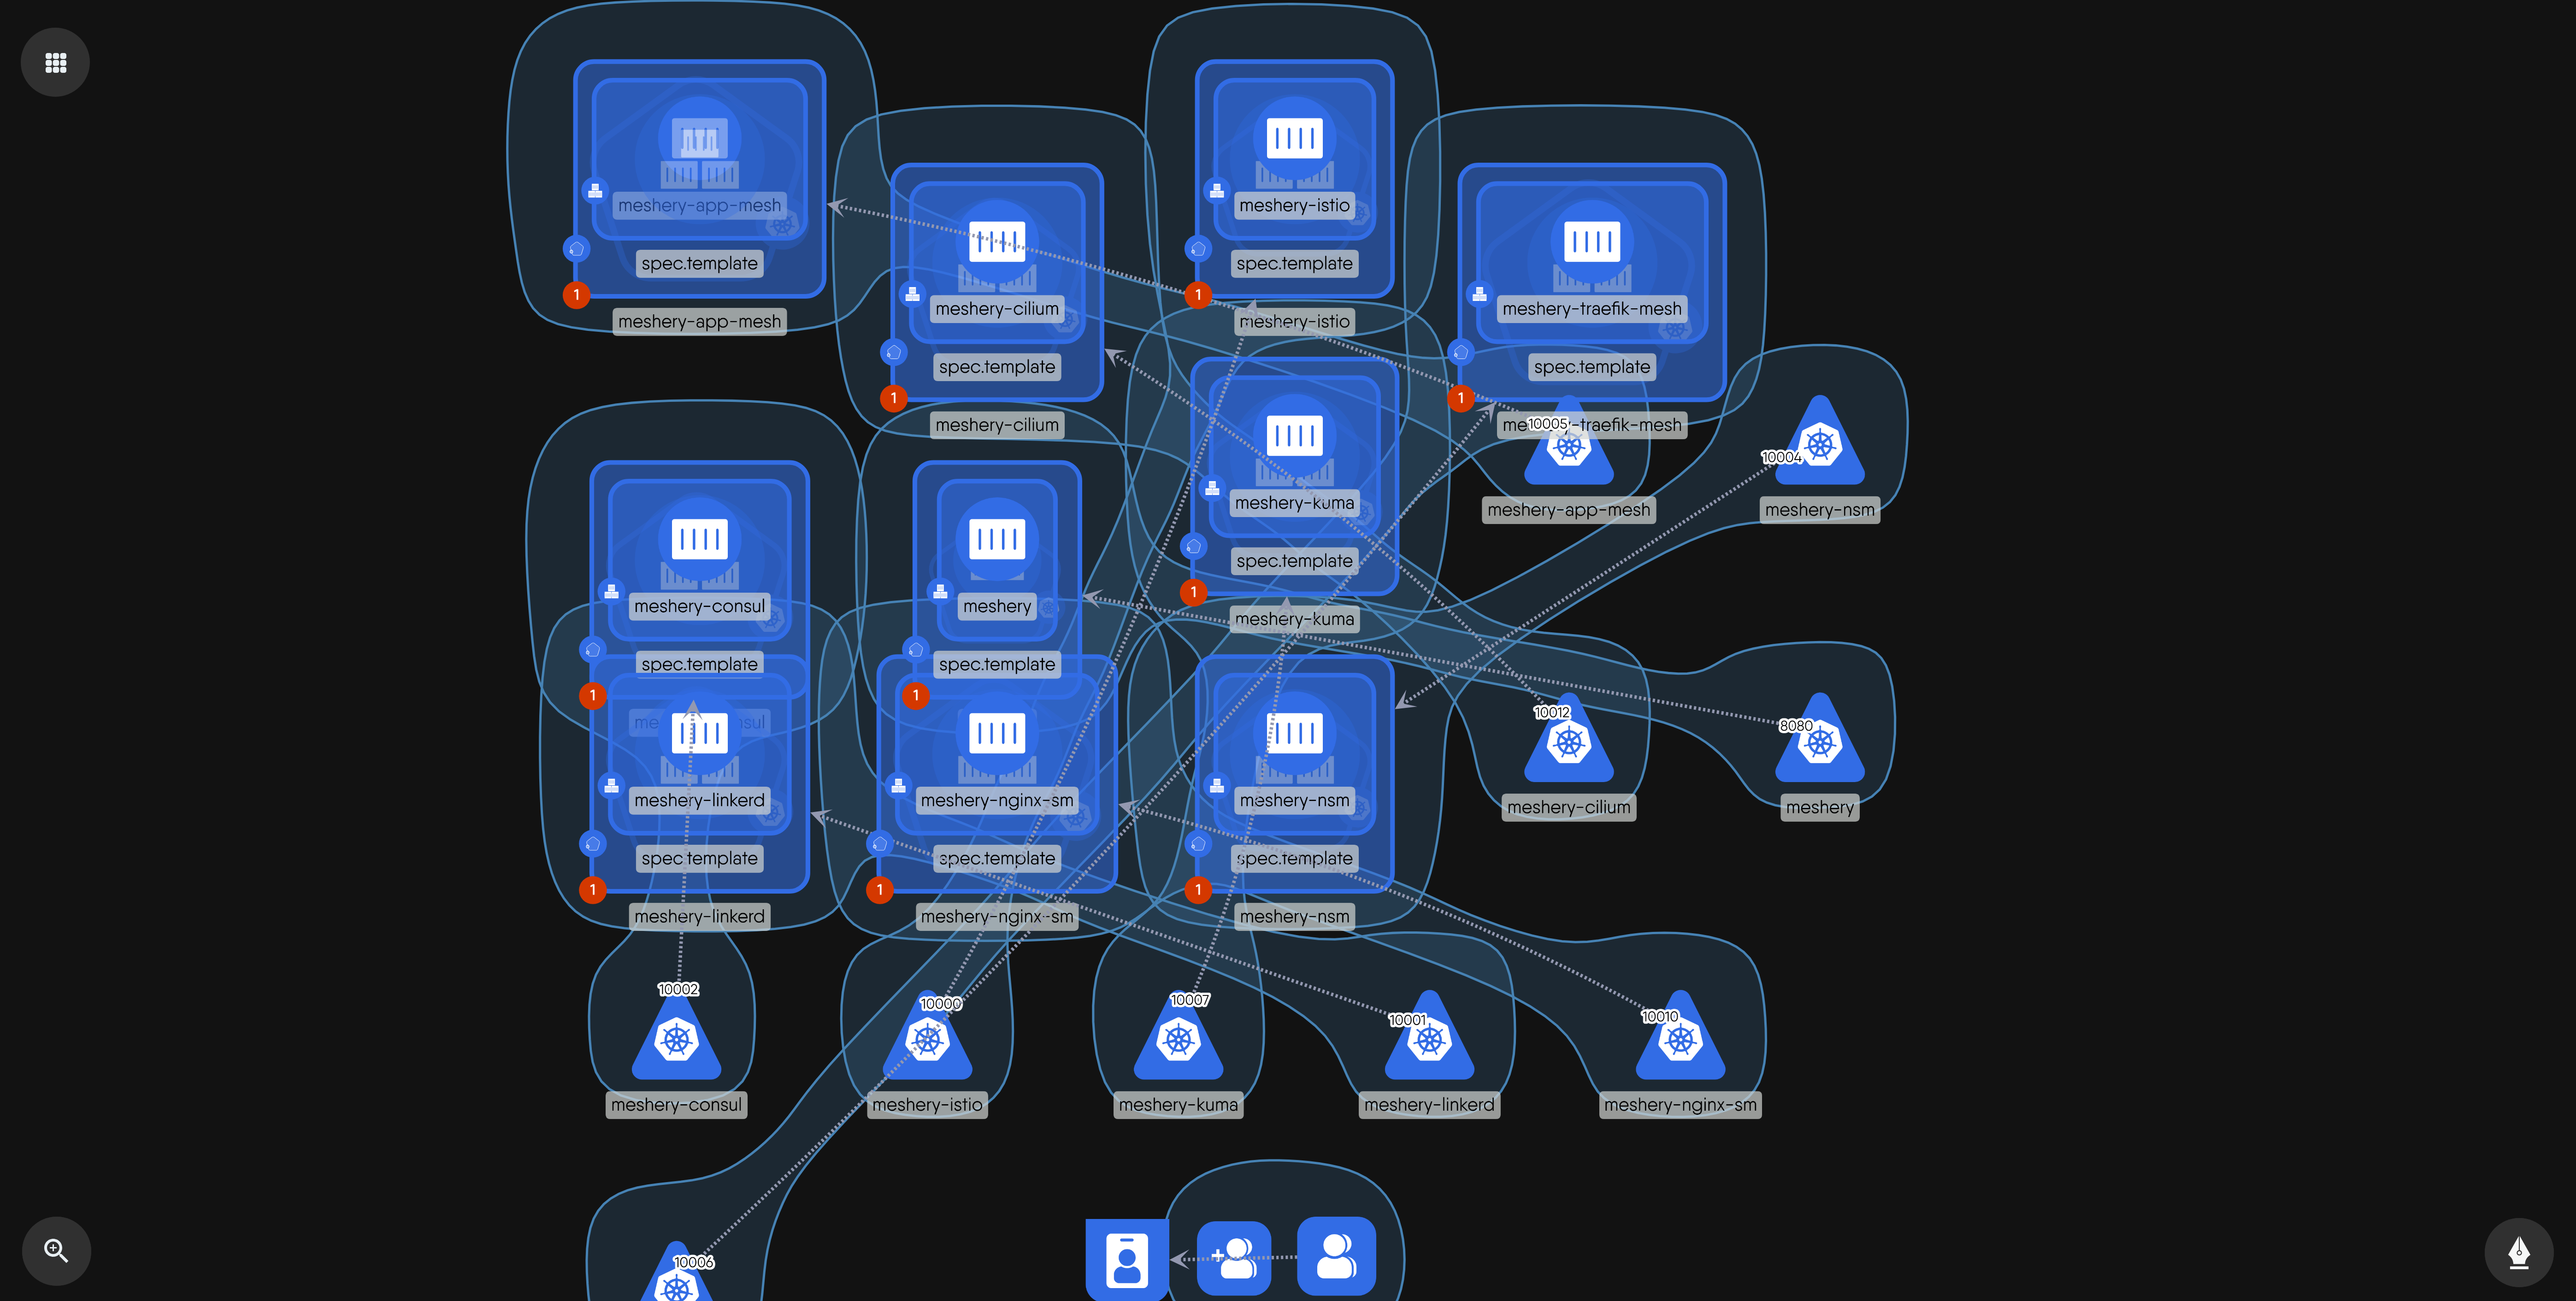 meshery-app-mesh
spec.template
1
meshery-app-mesh
meshery-istio
spec.template
1
meshery-istio
meshery-cilium
spec.template
1
meshery-cilium
meshery-traefik-mesh
spec.template
1
-traefik-mesh
10005
meshery-app-mesh
10004
meshery-nsm
meshery-kuma
spec.template
1
meshery-kuma
meshery-consul
spec.template
1
meshery
spec.template
1
10012
meshery-cilium
8080
meshery
meshery-linkerd
spec.template
1
meshery-linkerd
meshery-nginx-sm
spec.template
1
meshery-nginx-sm
meshery-nsm
spec.template
1
meshery-nsm
10002
meshery-consul
10000
meshery-istio
10007
meshery-kuma
10001
meshery-linkerd
10010
meshery-nginx-sm
10006